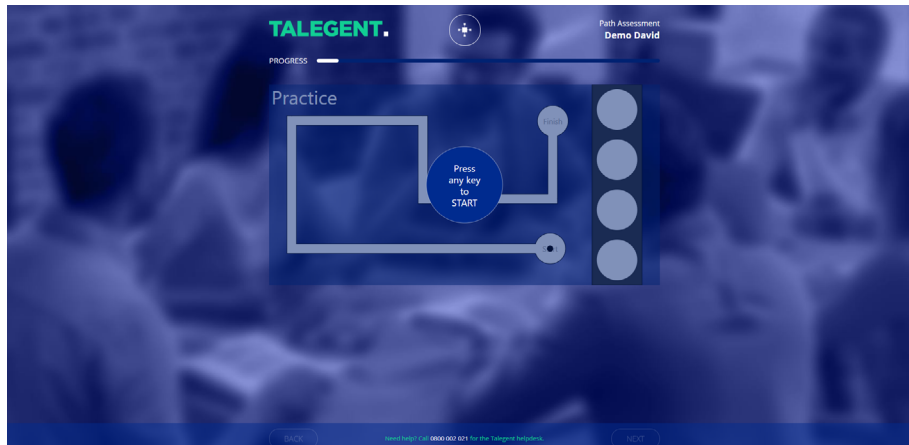 TALEGENT.
Path Assessment
Demo David
PROGRESS
Practice
Finish
Press
any key
to
START
BACK
Need help? Call 0800 002 021 for the Talegent helpdesk.
NEXT